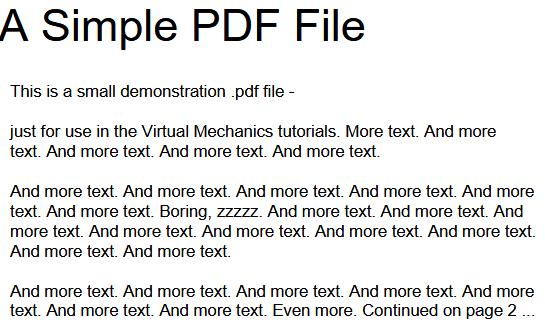 A Simple PDF File
This is a small demonstration .pdf file -
just for use in the Virtual Mechanics tutorials. More text. And more
text. And more text. And more text. And more text.
And more text. And more text. And more text. And more text. And more
text. And more text. Boring, zzzzz. And more text. And more text. And
more text. And more text. And more text. And more text. And more text.
And more text. And more text.
And more text. And more text. And more text. And more text. And more
text. And more text. And more text. Even more. Continued on page 2 ...